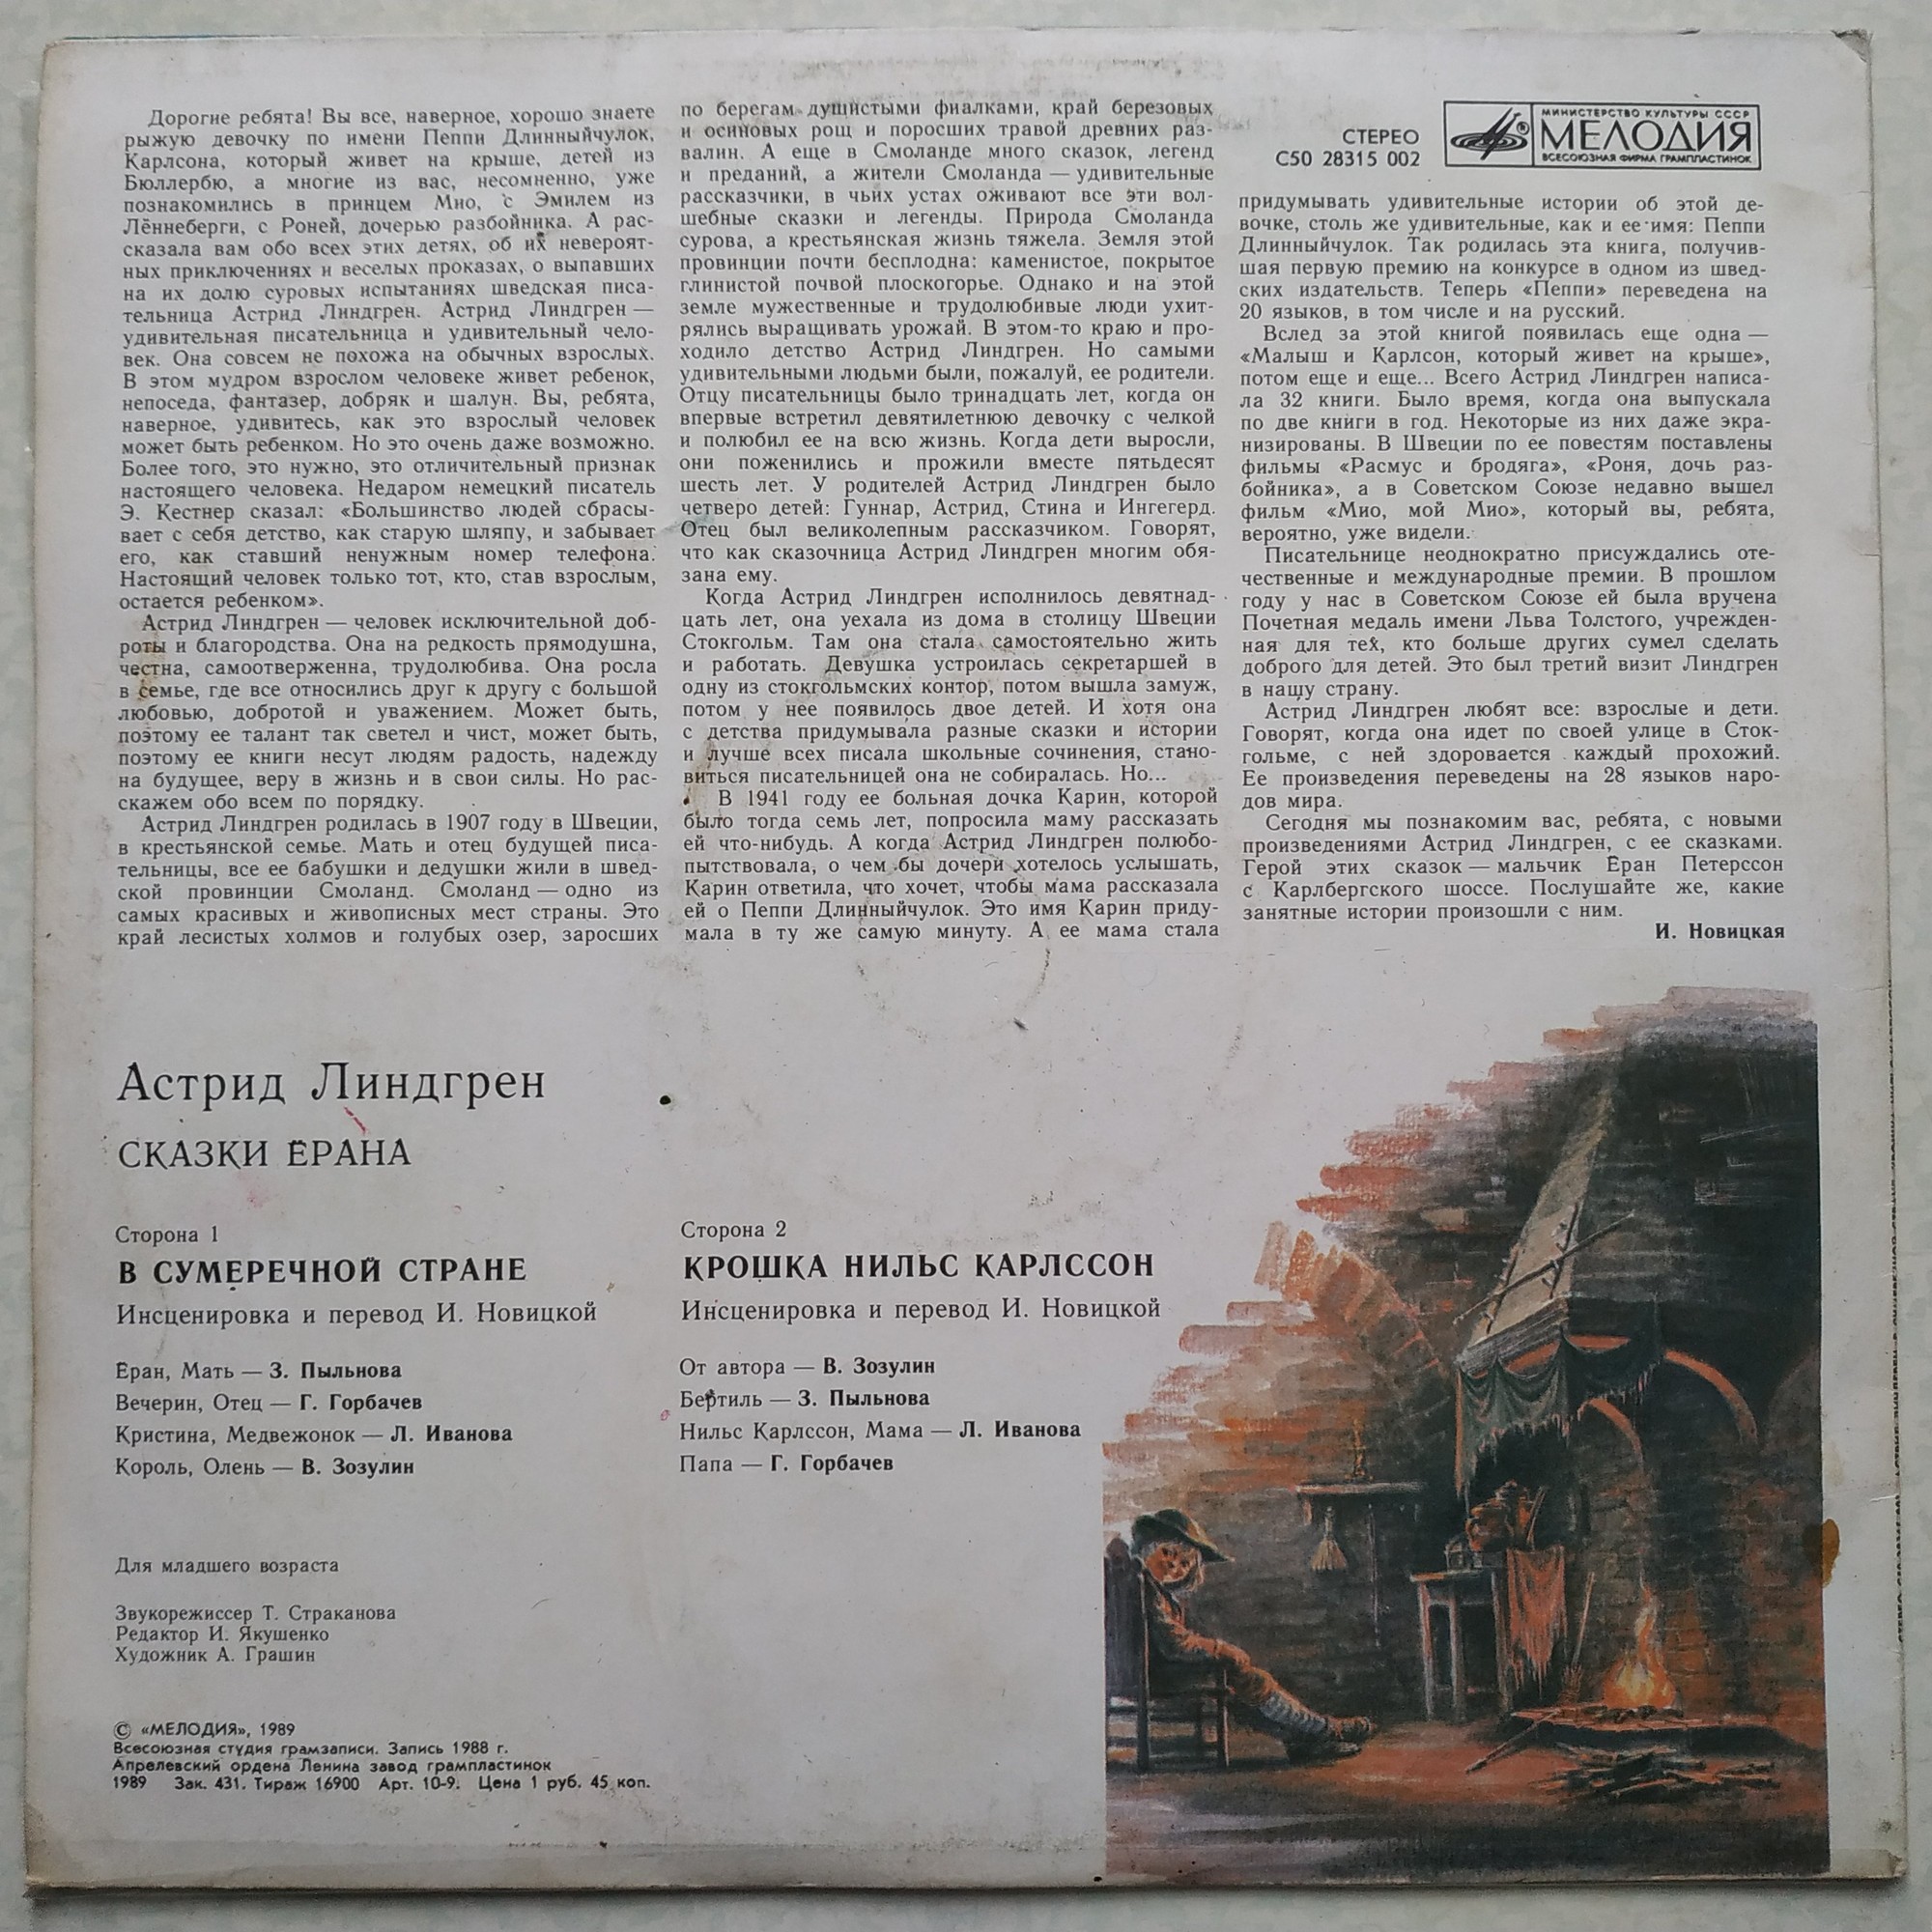 Дорогие ребята! Вы все, наверное, хорошо знаете
рыжую девочку по имени Пеппи Длинныйчулок,
Карлсона, который живет на крыше, детей из
Бюллербю, а многие из вас, несомненно, уже
познакомились в принцем Мио, с Эмилем из
Лённеберги, с Роней, дочерью разбойника. А рас-
сказала вам обо всех этих детях, об их невероят-
ных приключениях и веселых проказах, о выпавших
на их долю суровых испытаниях шведская писа-
тельница Астрид Линдгрен. Астрид Линдгрен —
удивительная писательница и удивительный чело-
век. Она совсем не похожа на обычных взрослых.
В этом мудром взрослом человеке живет ребенок,
непоседа, фантазер, добряк и шалун. Вы, ребята,
наверное, удивитесь, как это взрослый человек
может быть ребенком. Но это очень даже возможно.
Более того, это нужно, это отличительный признак
настоящего человека. Недаром немецкий писатель
Э. Кестнер сказал: «Большинство людей сбрасы-
вает с себя детство, как старую шляпу, и забывает
его, как ставший ненужным номер телефона.
Настоящий человек только тот, кто, став взрослым,
остается ребенком».
Астрид Линдгрен — человек исключительной доб-
роты и благородства. Она на редкость прямодушна,
честна, самоотверженна, трудолюбива. Она росла
в семье, где все относились друг к другу с большой
любовью, добротой и уважением. Может быть,
поэтому ее талант так светел и чист, может быть,
поэтому ее книги несут людям радость, надежду
на будущее, веру в жизнь и в свои силы. Но рас-
скажем обо всем по порядку.
Астрид Линдгрен родилась в 1907 году в Швеции,
в крестьянской семье. Мать и отец будущей писа-
тельницы, все ее бабушки и дедушки жили в швед-
ской провинции Смоланд. Смоланд — одно из
самых красивых и живописных мест страны. Это
край лесистых холмов и голубых озер, заросших
по берегам душистыми фиалками, край березовых
и осиновых рощ и поросших травой древних раз-
валин. А еще в Смоланде много сказок, легенд
и преданий, а жители Смоланда — удивительные
рассказчики, в чьих устах оживают все эти вол-
шебные сказки и легенды. Природа Смоланда
сурова, а крестьянская жизнь тяжела. Земля этой
провинции почти бесплодна: каменистое, покрытое
глинистой почвой плоскогорье. Однако и на этой
земле мужественные и трудолюбивые люди ухит-
рялись выращивать урожай. В этом-то краю и про-
ходило детство Астрид Линдгрен. Но самыми
удивительными людьми были, пожалуй, ее родители.
Отцу писательницы было тринадцать лет, когда он
впервые встретил девятилетнюю девочку с челкой
и полюбил ее на всю жизнь. Когда дети выросли,
они поженились и прожили вместе пятьдесят
шесть лет. У родителей Астрид Линдгрен было
четверо детей: Гуннар, Астрид, Стина и Ингегерд.
Отец был великолепным рассказчиком. Говорят,
что как сказочница Астрид Линдгрен многим обя-
зана ему.
Когда Астрид Линдгрен исполнилось девятнад-
цать лет, она уехала из дома в столицу Швеции
Стокгольм. Там она стала самостоятельно жить
и работать. Девушка устроилась секретаршей в
одну из стокгольмских контор, потом вышла замуж,
потом у нее появилось двое детей. И хотя она
с детства придумывала разные сказки и истории
и лучше всех писала школьные сочинения, стано-
виться писательницей она не собиралась. Но...
В 1941 году ее больная дочка Карин, которой
было тогда семь лет, попросила маму рассказать
ей что-нибудь. А когда Астрид Линдгрен полюбо-
пытствовала, о чем бы дочери хотелось услышать,
Карин ответила, что хочет, чтобы мама рассказала
ей о Пеппи Длинныйчулок. Это имя Карин приду-
мала в ту же самую минуту. А ее мама стала
СТЕРЕО
С50 28315 002
МИНИСТЕРСТВО КУЛЬТУРЫ СССР
МЕЛОДИЯ
ВСЕСОЮЗНАЯ ФИРМА ГРАМПЛАСТИНОК
придумывать удивительные истории об этой де-
вочке, столь же удивительные, как и ее имя: Пеппи
Длинныйчулок. Так родилась эта книга, получив-
шая первую премию на конкурсе в одном из швед-
ских издательств. Теперь «Пеппи» переведена на
20 языков, в том числе и на русский.
Вслед за этой книгой появилась еще одна —
«Малыш и Карлсон, который живет на крыше»,
потом еще и еще... Всего Астрид Линдгрен написа-
ла 32 книги. Было время, когда она выпускала
по две книги в год. Некоторые из них даже экра-
низированы. В Швеции по ее повестям поставлены
фильмы «Расмус и бродяга», «Роня, дочь раз-
бойника», а в Советском Союзе недавно вышел
фильм «Мио, мой Мио», который вы, ребята,
вероятно, уже видели.
Писательнице неоднократно присуждались оте-
чественные и международные премии. В прошлом
году у нас в Советском Союзе ей была вручена
Почетная медаль имени Льва Толстого, учрежден-
ная для тех, кто больше других сумел сделать
доброго для детей. Это был третий визит Линдгрен
в нашу страну.
Астрид Линдгрен любят все: взрослые и дети.
Говорят, когда она идет по своей улице в Сток-
гольме, с ней здоровается каждый прохожий.
Ее произведения переведены на 28 языков наро-
дов мира.
Сегодня мы познакомим вас, ребята, с новыми
произведениями Астрид Линдгрен, с ее сказками.
Герой этих сказок — мальчик Ёран Петерссон
с Карлбергского шоссе. Послушайте же, какие
занятные истории произошли с ним.
И. Новицкая
Астрид Линдгрен
СКАЗКИ ЁРАНА
Сторона 1
В СУМЕРЕЧНОЙ СТРАНЕ
Инсценировка и перевод И. Новицкой
Ёран, Мать — З. Пыльнова
Вечерин, Отец — Г. Горбачев
Кристина, Медвежонок — Л. Иванова
Король, Олень — В. Зозулин
Сторона 2
КРОШКА НИЛЬС КАРЛССОН
Инсценировка и перевод И. Новицкой
От автора — В. Зозулин
Бертиль — З. Пыльнова
Нильс Карлссон, Мама — Л. Иванова
Папа — Г. Горбачев
Для младшего возраста
Звукорежиссер Т. Страканова
Редактор И. Якушенко
Художник А. Грашин
© «МЕЛОДИЯ», 1989
Всесоюзная студия грамзаписи. Запись 1988 г.
Апрелевский ордена Ленина завод грампластинок
1989 Зак. 431. Тираж 16900 Арт. 10-9. Цена 1 руб. 45 коп.